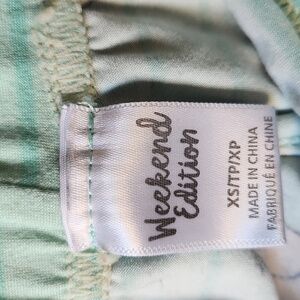 Weekend
Edition
XS/TP/XP
MADE IN CHINA
FABRIQUÉ EN CHINE